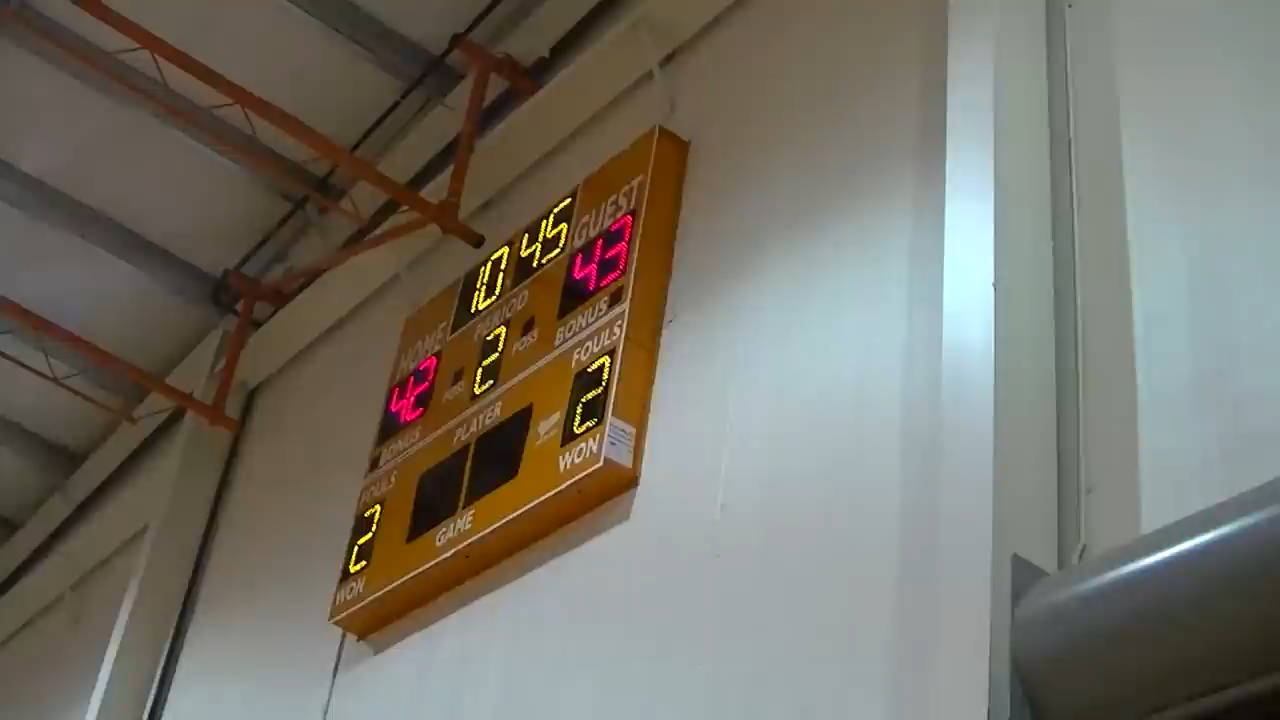 HOME 10 45 GUEST
42 PERIOD 43
POSS 2 POSS
BONUS PLAYER BONUS
FOULS FOULS
2 2
WON GAME WON